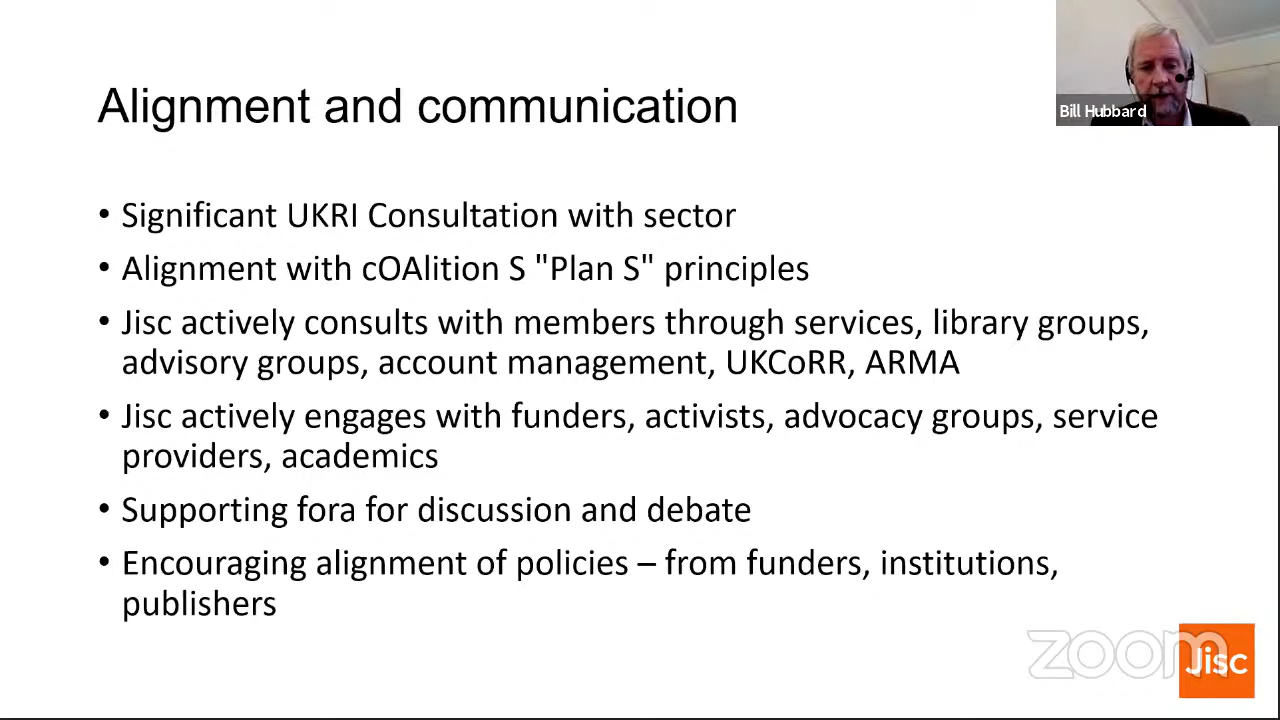 Alignment and communication
Bill Hubbard
• Significant UKRI Consultation with sector
• Alignment with cOAlition S "Plan S" principles
• Jisc actively consults with members through services, library groups,
advisory groups, account management, UKCoRR, ARMA
• Jisc actively engages with funders, activists, advocacy groups, service
providers, academics
• Supporting fora for discussion and debate
• Encouraging alignment of policies – from funders, institutions,
publishers
zoom
Jisc